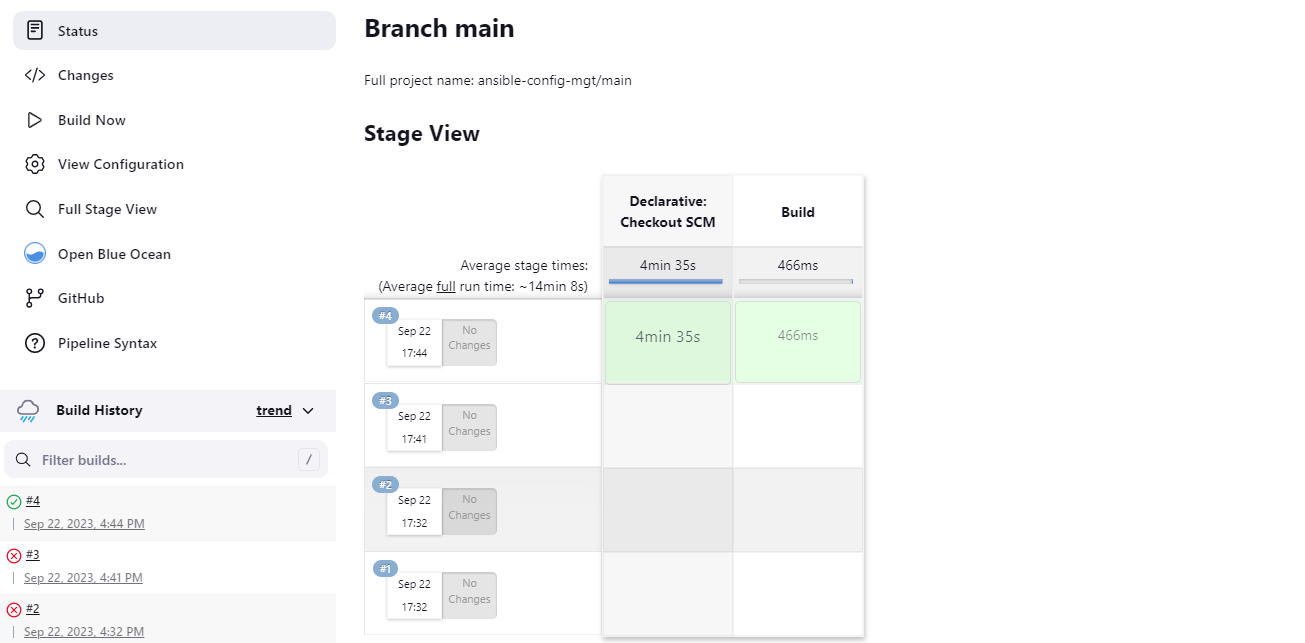 Status
Changes
Build Now
View Configuration
Full Stage View
Open Blue Ocean
GitHub
Pipeline Syntax
Build History
trend
Filter builds...
/
#4
Sep 22, 2023, 4:44 PM
#3
Sep 22, 2023, 4:41 PM
#2
Sep 22, 2023, 4:32 PM
Branch main
Full project name: ansible-config-mgt/main
Stage View
Declarative:
Checkout SCM
Build
Average stage times:
(Average full run time: ~14min 8s)
4min 35s
466ms
#4
Sep 22
17:44
No
Changes
4min 35s
466ms
#3
Sep 22
17:41
No
Changes
#2
Sep 22
17:32
No
Changes
#1
Sep 22
17:32
No
Changes